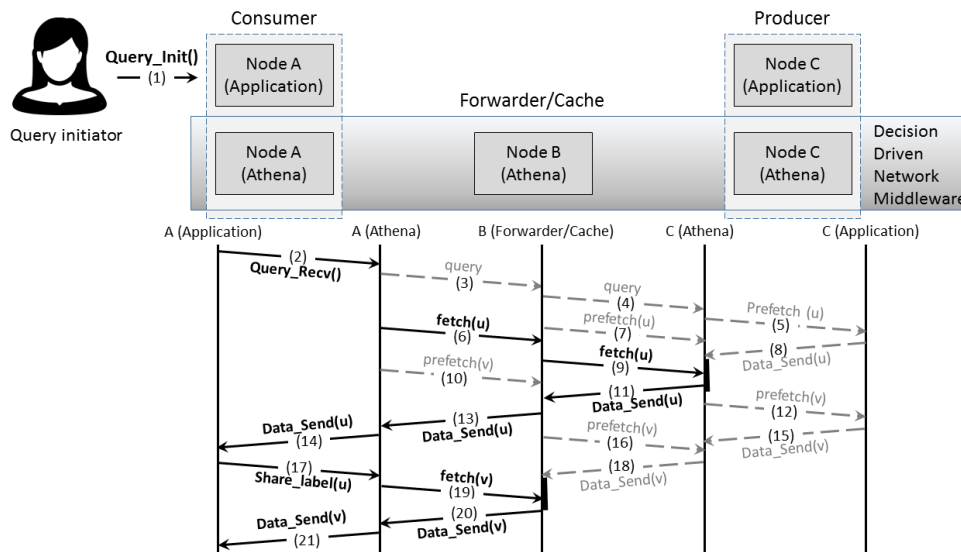 Consumer
Producer
Query_Init()
(1)
Node A
(Application)
Node C
(Application)
Forwarder/Cache
Query initiator
Node A
(Athena)
Node B
(Athena)
Node C
(Athena)
Decision
Driven
Network
Middleware
A (Application)
A (Athena)
B (Forwarder/Cache)
C (Athena)
C (Application)
(2)
Query_Recv()
query
(3)
query
(4)
Prefetch (u)
(5)
fetch(u)
(6)
prefetch(u)
(7)
(8)
Data_Send(u)
fetch(u)
(9)
prefetch(v)
(10)
(11)
Data_Send(u)
prefetch(v)
(12)
(13)
Data_Send(u)
Data_Send(u)
(14)
(15)
Data_Send(v)
prefetch(v)
(16)
(17)
Share_label(u)
(18)
Data_Send(v)
fetch(v)
(19)
(20)
Data_Send(v)
Data_Send(v)
(21)